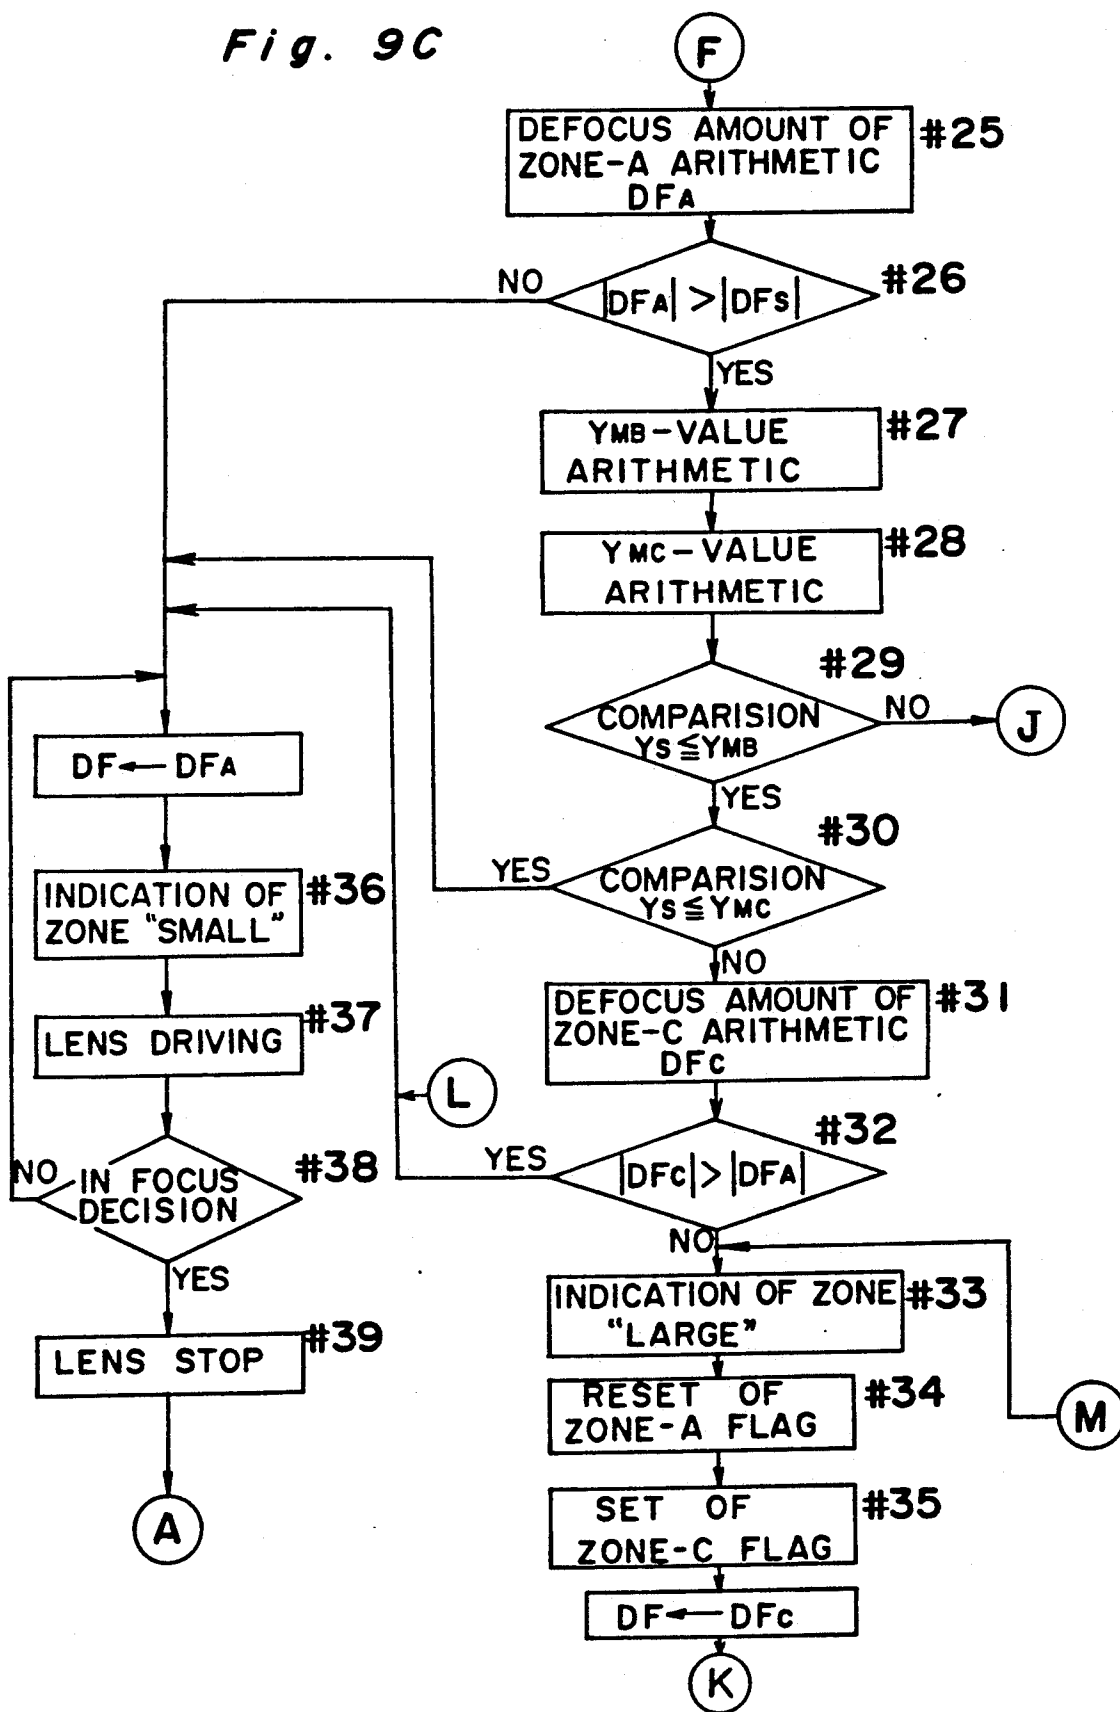 Fig. 9C
F
DEFOCUS AMOUNT OF
ZONE-A ARITHMETIC
DFA
#25
|DFA| > |DFS|
#26
NO
YES
YMB-VALUE
ARITHMETIC
#27
YMC-VALUE
ARITHMETIC
#28
#29
COMPARISION
YS≦YMB
NO
J
YES
#30
COMPARISION
YS≦YMC
YES
NO
DEFOCUS AMOUNT OF
ZONE-C ARITHMETIC
DFC
#31
L
#32
|DFC| > |DFA|
YES
NO
INDICATION OF ZONE
"LARGE"
#33
RESET OF
ZONE-A FLAG
#34
M
SET OF
ZONE-C FLAG
#35
DF ← DFC
K
DF ← DFA
INDICATION OF
ZONE "SMALL"
#36
LENS DRIVING
#37
IN FOCUS
DECISION
#38
NO
YES
LENS STOP
#39
A